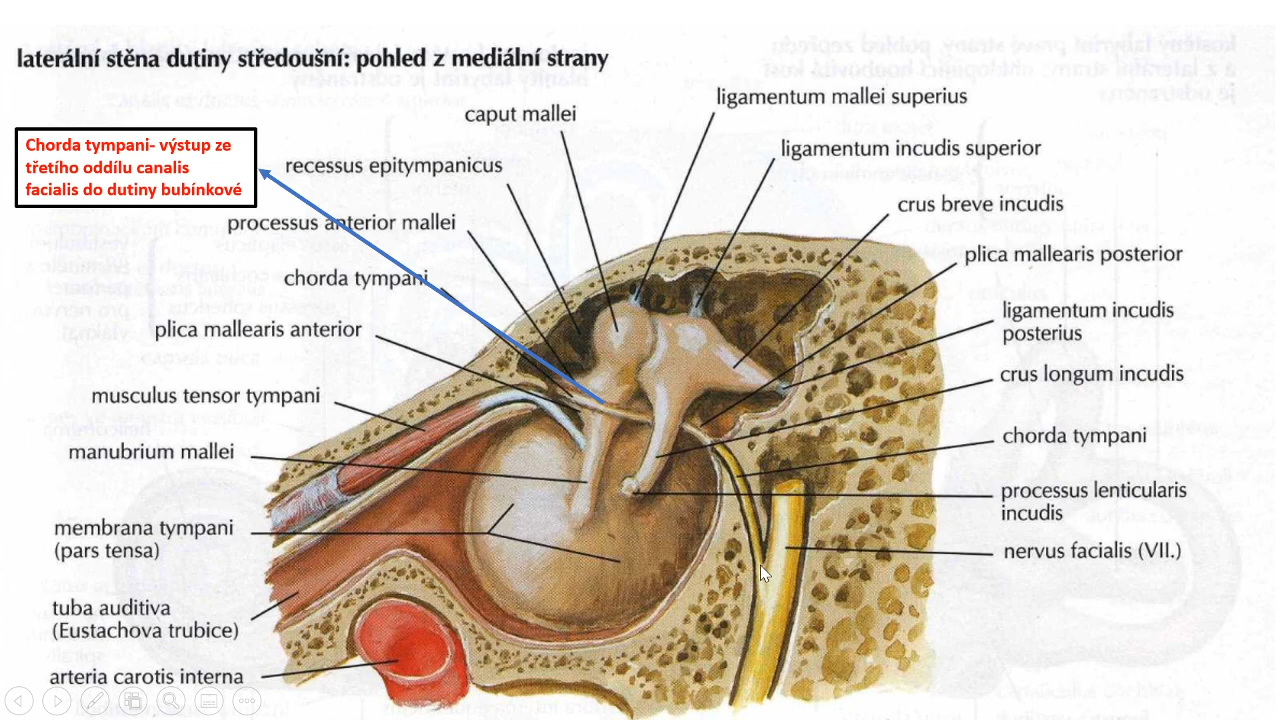 laterální stěna dutiny středoušní: pohled z mediální strany
Chorda tympani- výstup ze
třetího oddílu canalis
facialis do dutiny bubínkové
caput mallei
recessus epitympanicus
processus anterior mallei
chorda tympani
plica mallearis anterior
musculus tensor tympani
manubrium mallei
membrana tympani
(pars tensa)
tuba auditiva
(Eustachova trubice)
arteria carotis interna
ligamentum mallei superius
ligamentum incudis superior
crus breve incudis
plica mallearis posterior
ligamentum incudis
posterius
crus longum incudis
chorda tympani
processus lenticularis
incudis
nervus facialis (VII.)